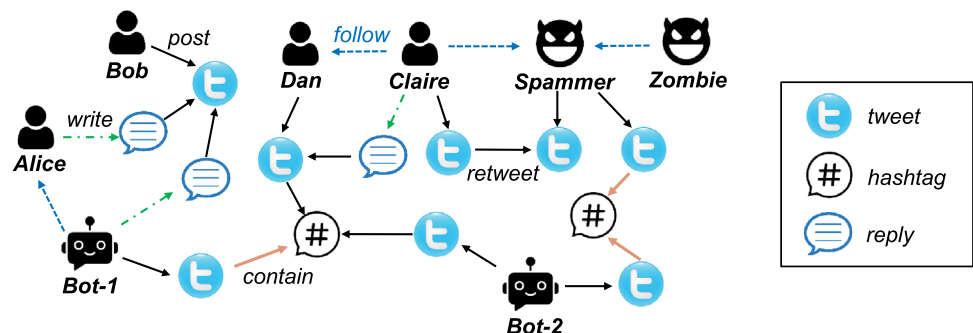 Bob
post
Dan
follow
Claire
Spammer
Zombie
Alice
write
retweet
#
#
Bot-1
contain
Bot-2
tweet
#
hashtag
reply